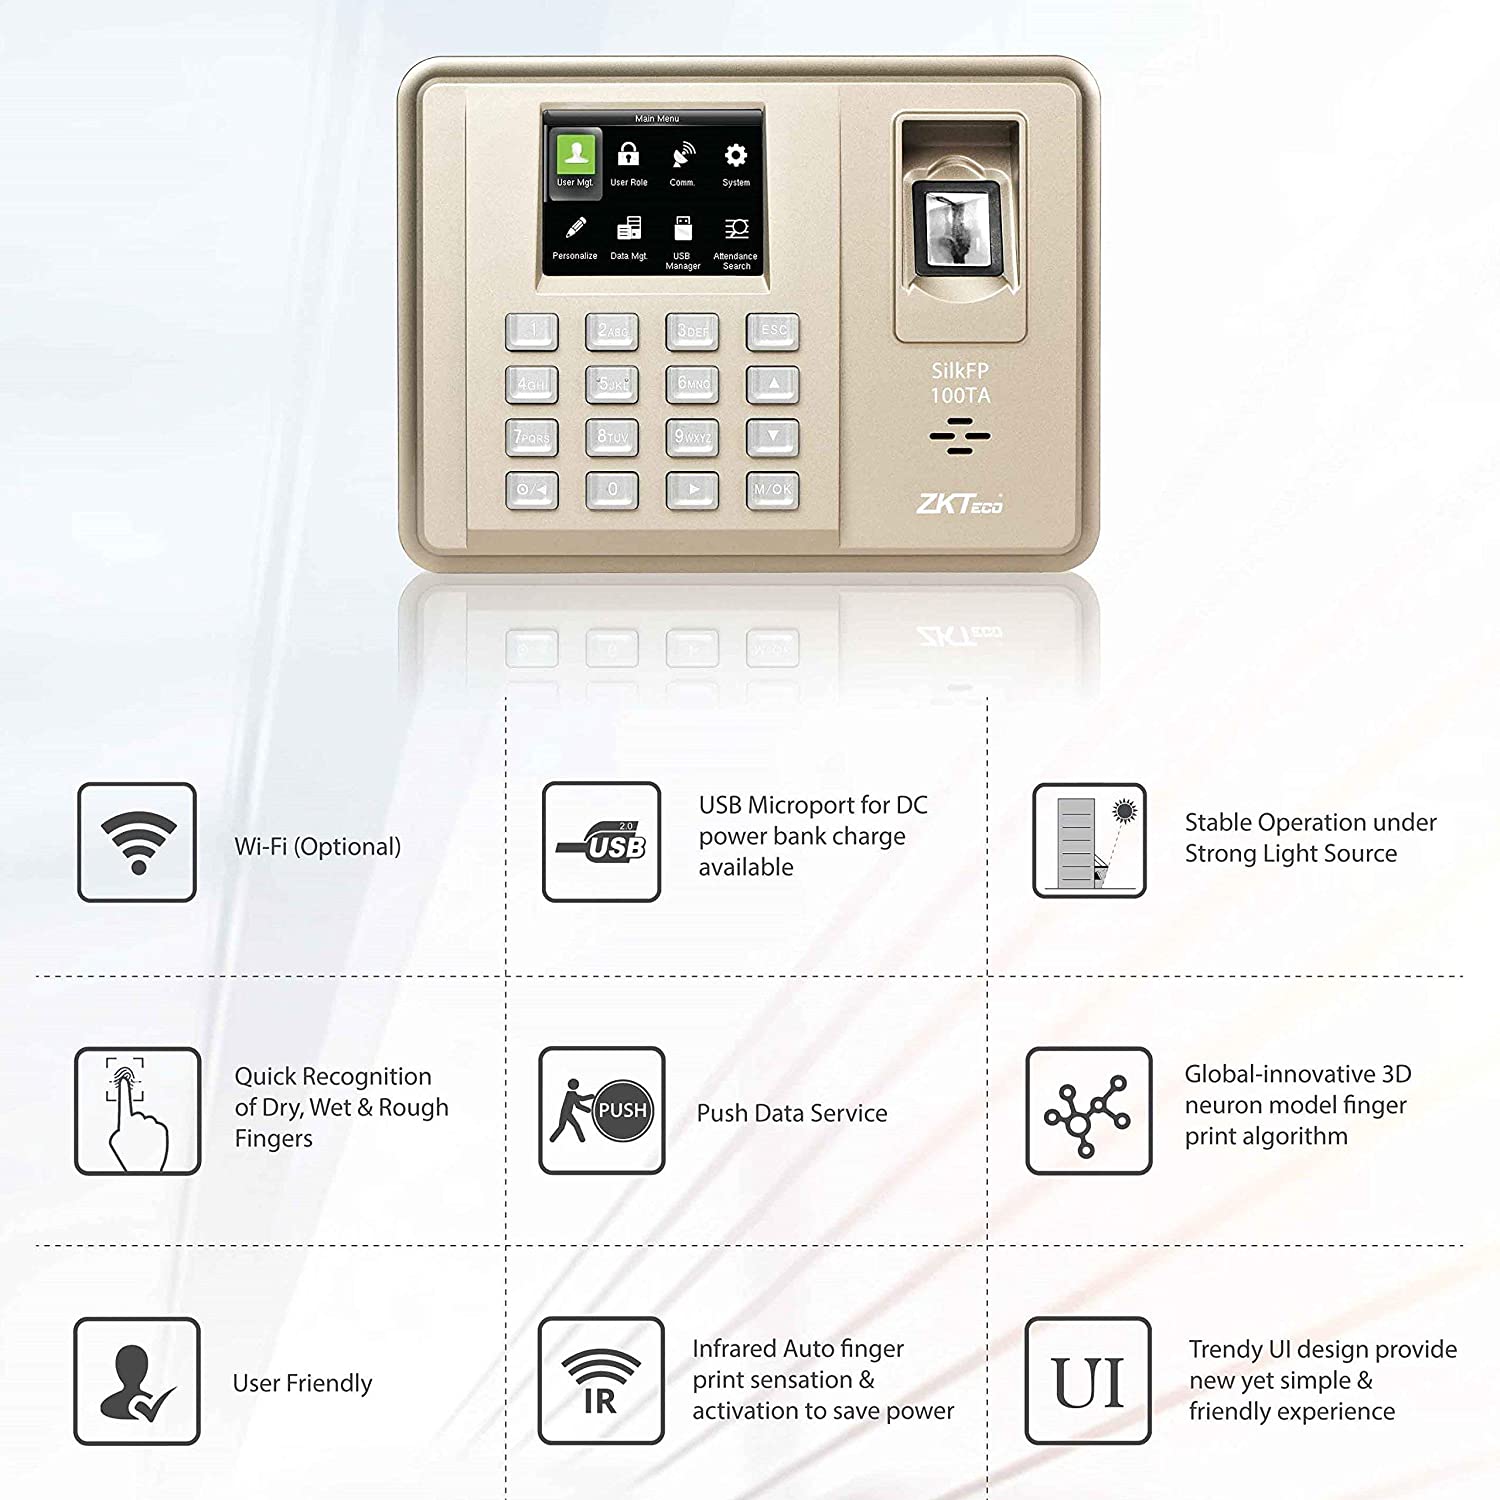 Main Menu
User Mgt. User Role Comm. System
Personalize Data Mgt. USB Manager Attendance Search
1 2ABC 3DEF ESC
4GH 5JKL 6MNO ▲
7PQRS 8TUV 9WXYZ ▼
0 M/OK
SilkFP
100TA
ZKTeco
Wi-Fi (Optional)
2.0
USB
USB Microport for DC
power bank charge
available
Stable Operation under
Strong Light Source
Quick Recognition
of Dry, Wet & Rough
Fingers
PUSH
Push Data Service
Global-innovative 3D
neuron model finger
print algorithm
User Friendly
IR
Infrared Auto finger
print sensation &
activation to save power
UI
Trendy UI design provide
new yet simple &
friendly experience